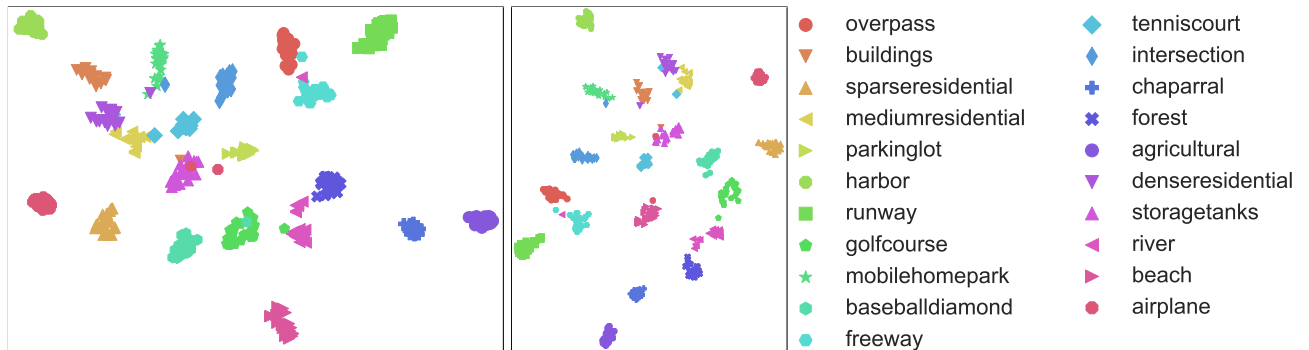 overpass
buildings
sparseresidential
mediumresidential
parkinglot
harbor
runway
golfcourse
mobilehomepark
baseballdiamond
freeway
tenniscourt
intersection
chaparral
forest
agricultural
denseresidential
storagetanks
river
beach
airplane